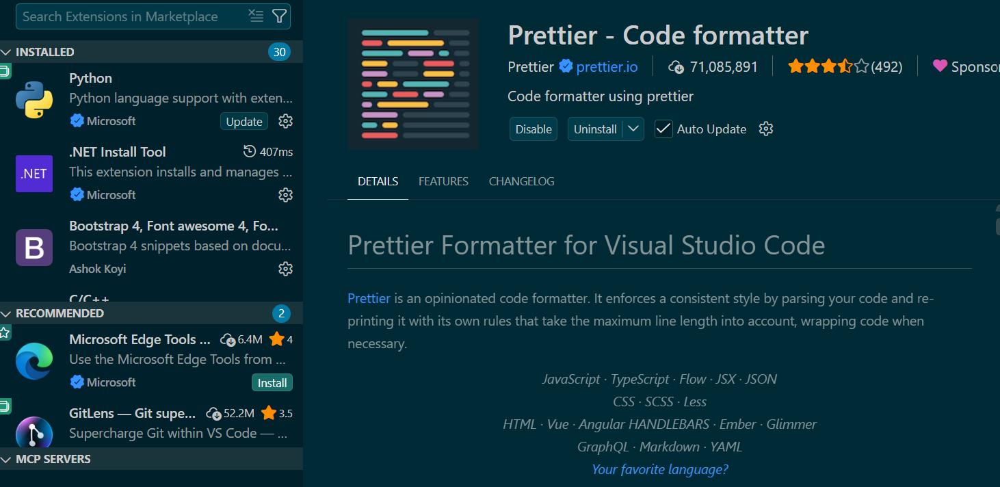 Search Extensions in Marketplace
INSTALLED
30
Python
Python language support with exten...
Microsoft
Update
.NET
.NET Install Tool
407ms
This extension installs and manages ...
Microsoft
B
Bootstrap 4, Font awesome 4, Fo...
Bootstrap 4 snippets based on docu...
Ashok Koyi
C/C++
RECOMMENDED
2
Microsoft Edge Tools ...
6.4M
4
Use the Microsoft Edge Tools from ...
Microsoft
Install
GitLens — Git supe...
52.2M
3.5
Supercharge Git within VS Code — ...
MCP SERVERS
Prettier - Code formatter
Prettier
prettier.io
71,085,891
(492)
Sponsor
Code formatter using prettier
Disable
Uninstall
Auto Update
DETAILS
FEATURES
CHANGELOG
Prettier Formatter for Visual Studio Code
Prettier is an opinionated code formatter. It enforces a consistent style by parsing your code and re-
printing it with its own rules that take the maximum line length into account, wrapping code when
necessary.
JavaScript · TypeScript · Flow · JSX · JSON
CSS · SCSS · Less
HTML · Vue · Angular HANDLEBARS · Ember · Glimmer
GraphQL · Markdown · YAML
Your favorite language?